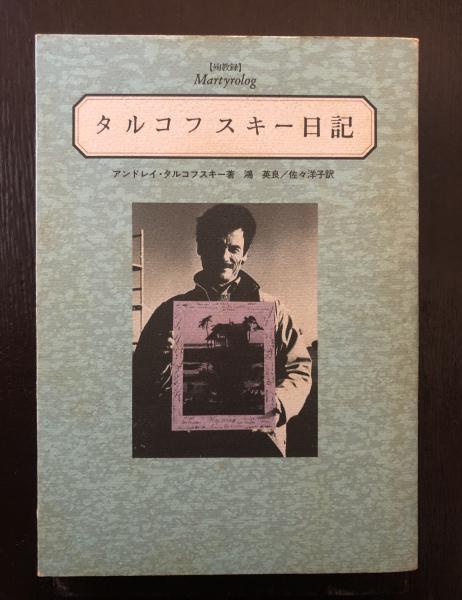 【殉教録】
Martyrolog
タルコフスキー日記
アンドレイ・タルコフスキー著 鴻 英良／佐々洋子訳